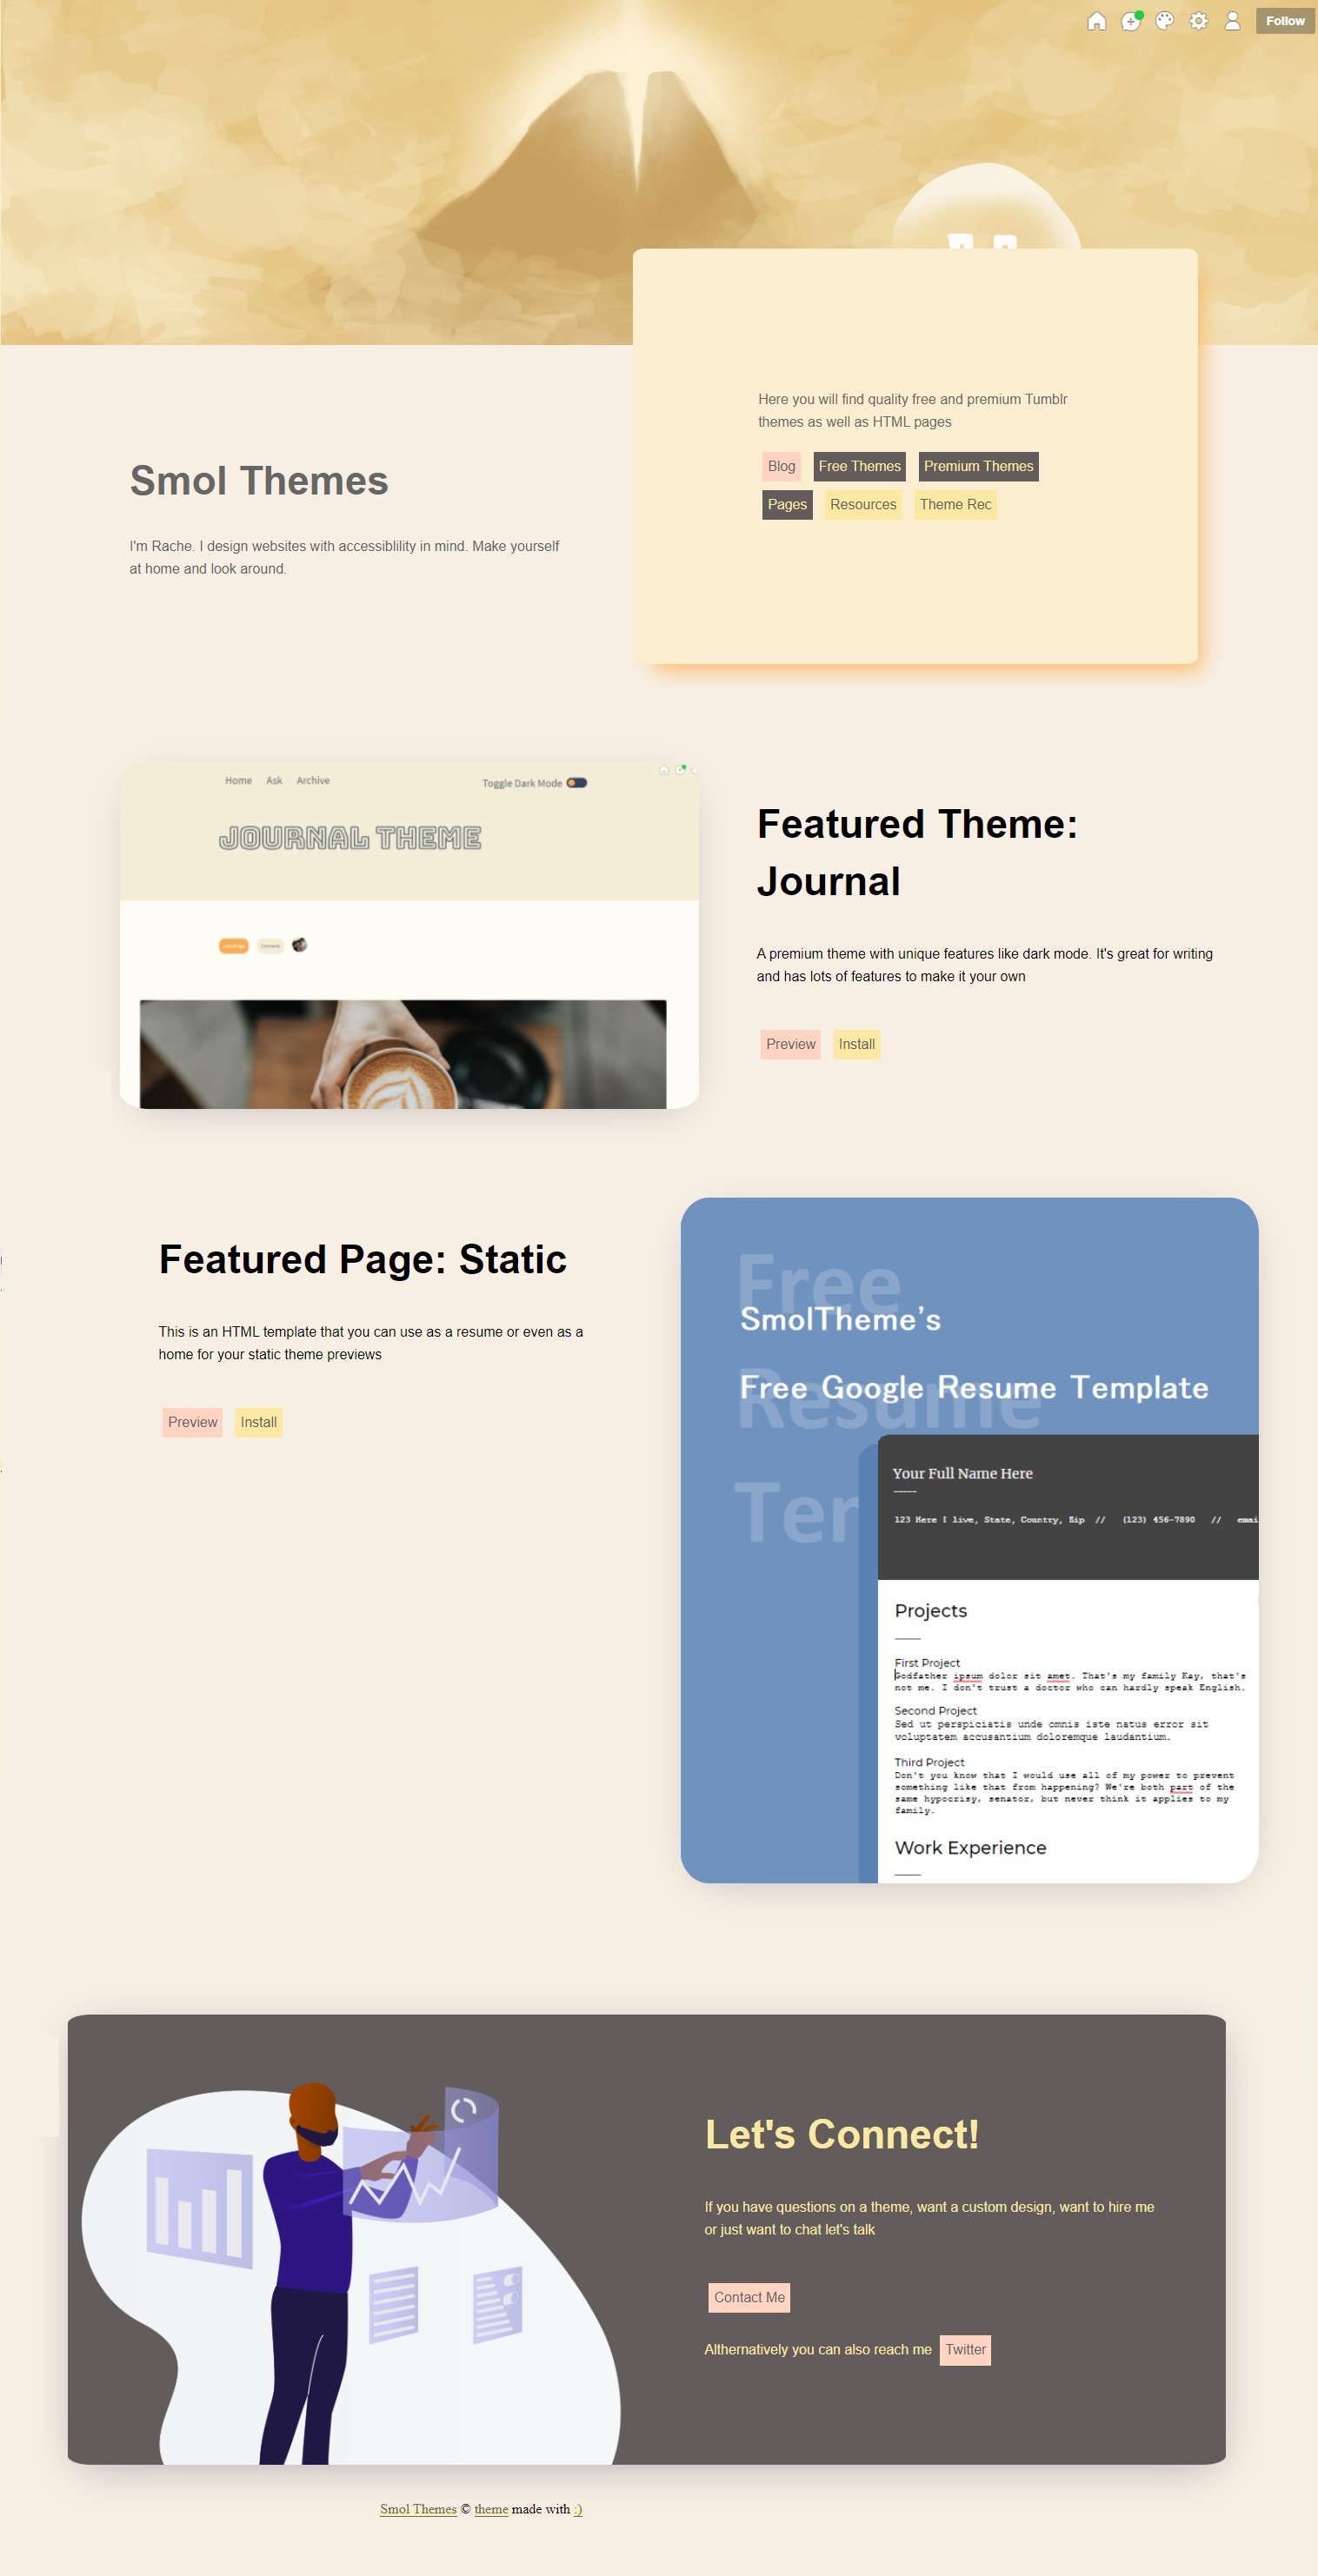 Follow
Here you will find quality free and premium Tumblr
themes as well as HTML pages
Blog Free Themes Premium Themes
Pages Resources Theme Rec
Smol Themes
I'm Rache. I design websites with accessiblility in mind. Make yourself
at home and look around.
Home Ask Archive
Toggle Dark Mode
JOURNAL THEME
Featured Theme:
Journal
A premium theme with unique features like dark mode. It's great for writing
and has lots of features to make it your own
Preview Install
Featured Page: Static
This is an HTML template that you can use as a resume or even as a
home for your static theme previews
Preview Install
Free
SmolTheme's
Resume
Free Google Resume Template
Ter
Your Full Name Here
123 Here I live, State, Country, Zip // (123) 456-7890 // emai
Projects
First Project
Godfather ipsum dolor sit amet. That's my family Kay, that's
not me. I don't trust a doctor who can hardly speak English.
Second Project
Sed ut perspiciatis unde omnis iste natus error sit
voluptatem accusantium doloremque laudantium.
Third Project
Don't you know that I would use all of my power to prevent
something like that from happening? We're both part of the
same hypocrisy, senator, but never think it applies to my
family.
Work Experience
Let's Connect!
If you have questions on a theme, want a custom design, want to hire me
or just want to chat let's talk
Contact Me
Althernatively you can also reach me Twitter
Smol Themes © theme made with :)